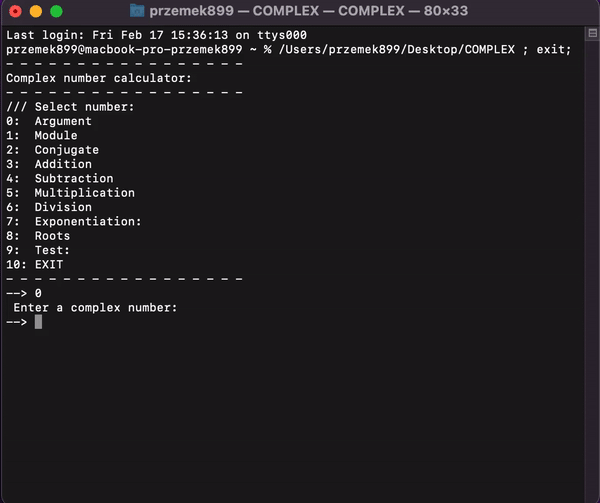 przemek899 — COMPLEX — COMPLEX — 80×33
Last login: Fri Feb 17 15:36:13 on ttys000
przemek899@macbook-pro-przemek899 ~ % /Users/przemek899/Desktop/COMPLEX ; exit;
- - - - - - - - - - - - - - - - -
Complex number calculator:
- - - - - - - - - - - - - - - - -
/// Select number:
0:  Argument
1:  Module
2:  Conjugate
3:  Addition
4:  Subtraction
5:  Multiplication
6:  Division
7:  Exponentiation:
8:  Roots
9:  Test:
10: EXIT
- - - - - - - - - - - - - - - - -
--> 0
 Enter a complex number:
-->